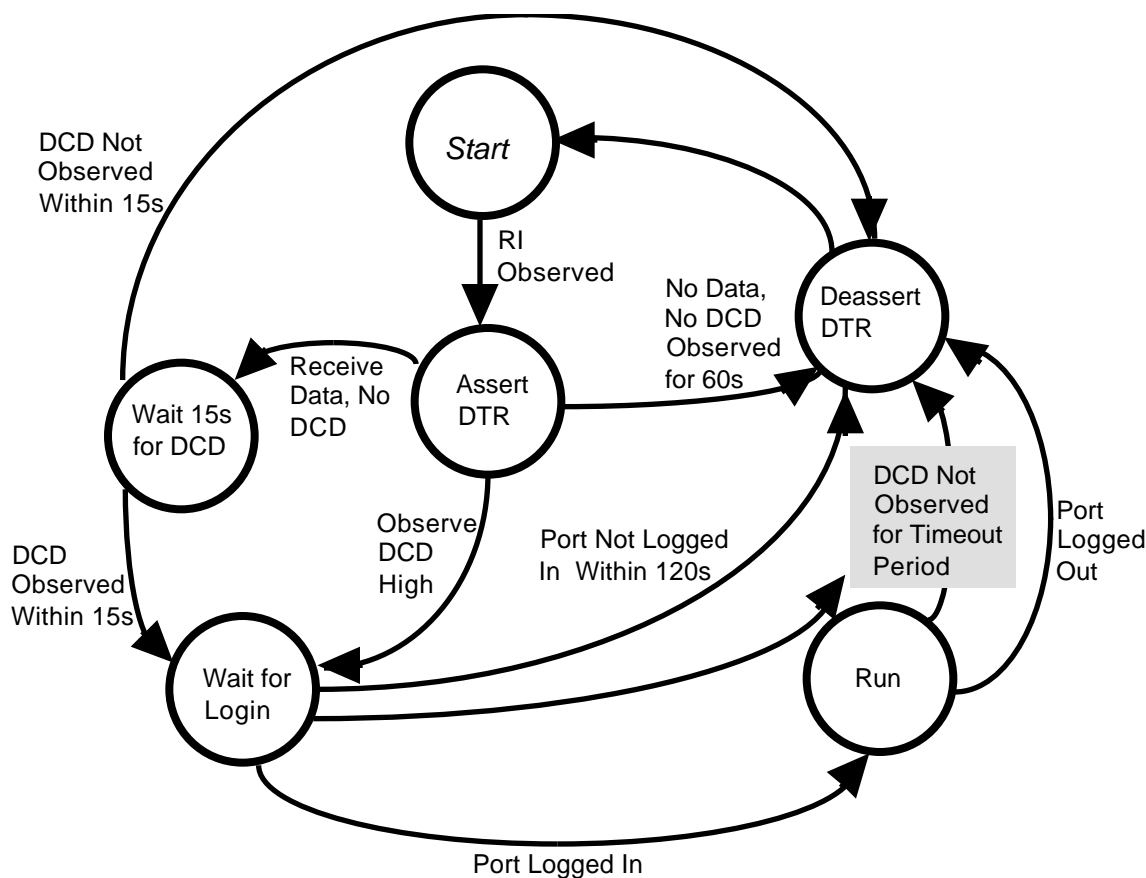 DCD Not
Observed
Within 15s
Start
RI
Observed
No Data,
No DCD
Observed
for 60s
Deassert
DTR
Receive
Data, No
DCD
Assert
DTR
Wait 15s
for DCD
DCD
Observed
Within 15s
Observe
DCD
High
Port Not Logged
In Within 120s
DCD Not
Observed
for Timeout
Period
Port
Logged
Out
Wait for
Login
Run
Port Logged In